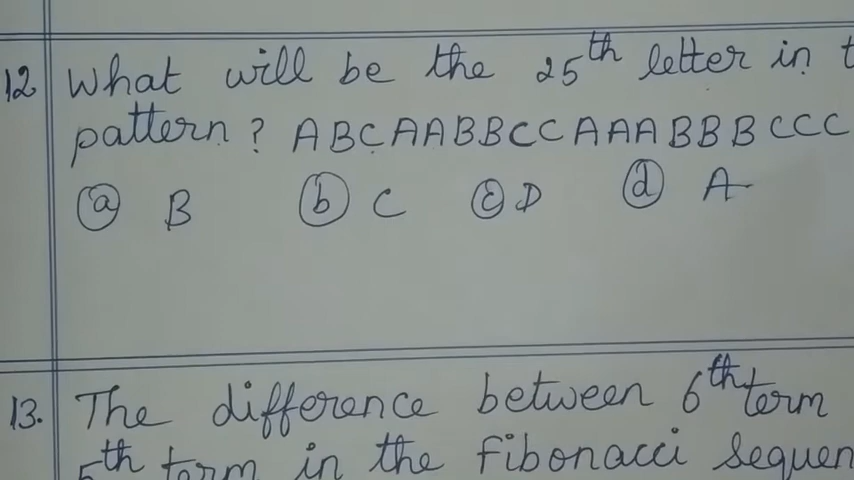 12 What will be the 25th letter in t
pattern? ABCAABBCCAAABBBCCC
(a) B (b) C (c) D (d) A
13. The difference between 6th term
5th term in the fibonacci sequen